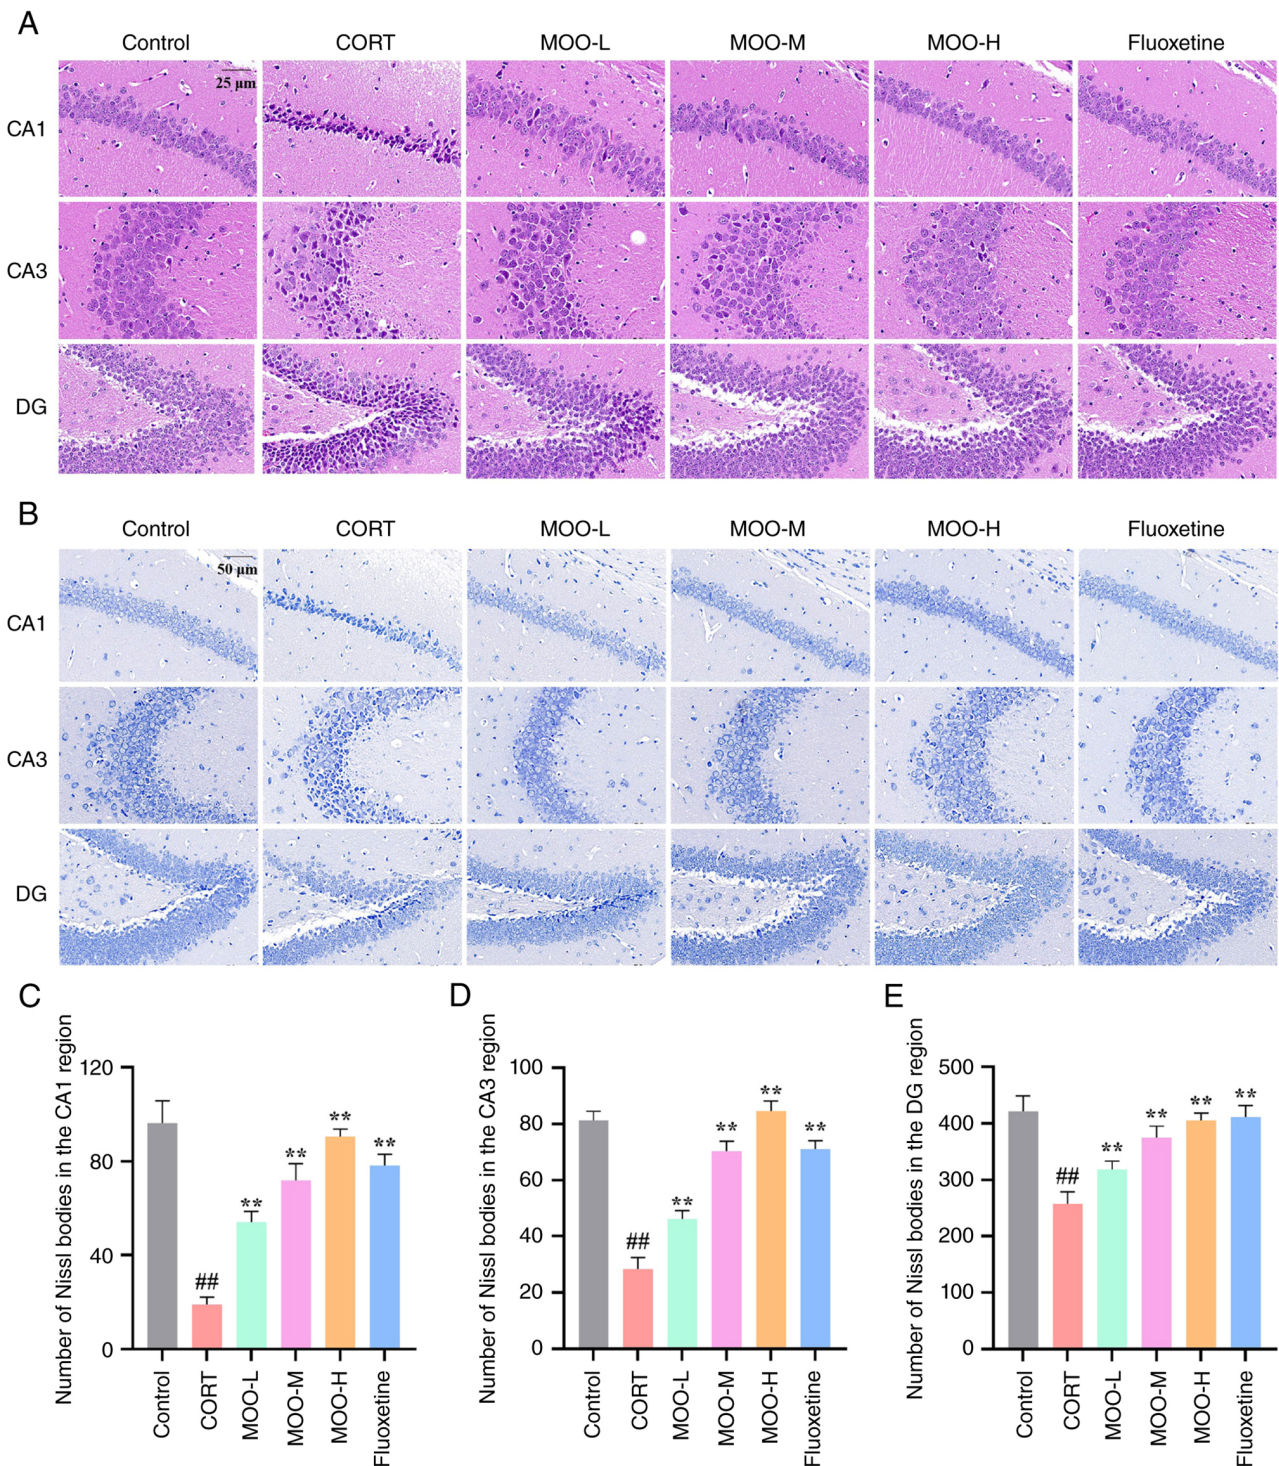 A
Control CORT MOO-L MOO-M MOO-H Fluoxetine
25 µm
CA1
CA3
DG
B
Control CORT MOO-L MOO-M MOO-H Fluoxetine
50 µm
CA1
CA3
DG
C
Number of Nissl bodies in the CA1 region
120
80
40
0
##
**
**
**
**
Control
CORT
MOO-L
MOO-M
MOO-H
Fluoxetine
D
Number of Nissl bodies in the CA3 region
100
80
60
40
20
0
##
**
**
**
**
Control
CORT
MOO-L
MOO-M
MOO-H
Fluoxetine
E
Number of Nissl bodies in the DG region
500
400
300
200
100
0
##
**
**
**
**
Control
CORT
MOO-L
MOO-M
MOO-H
Fluoxetine